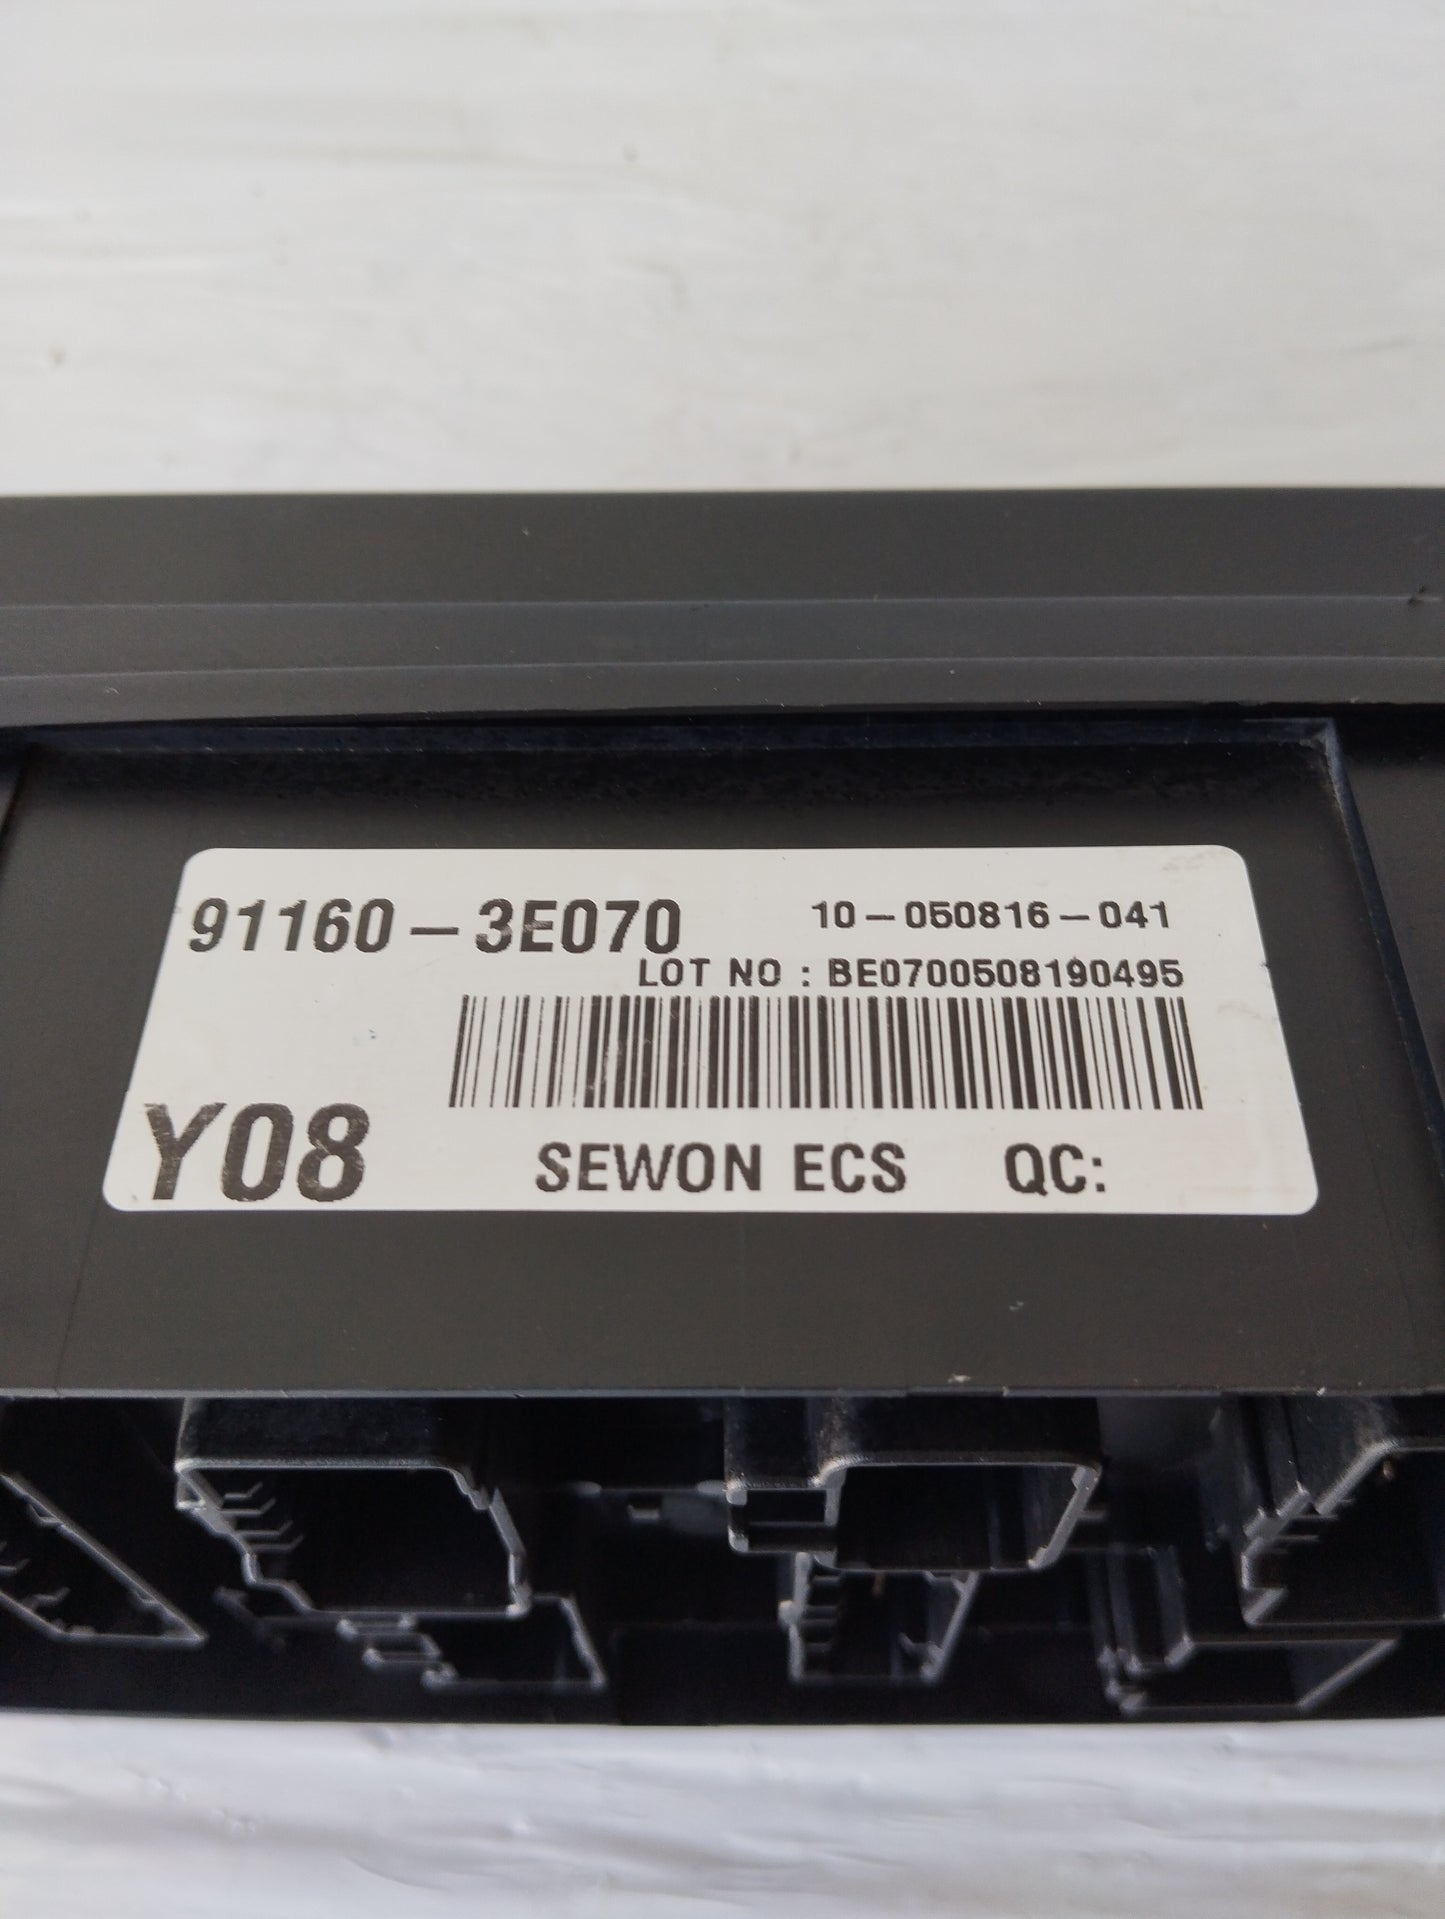 91160-3E070 10-050816-041
LOT NO : BE0700508190495
Y08 SEWON ECS QC: